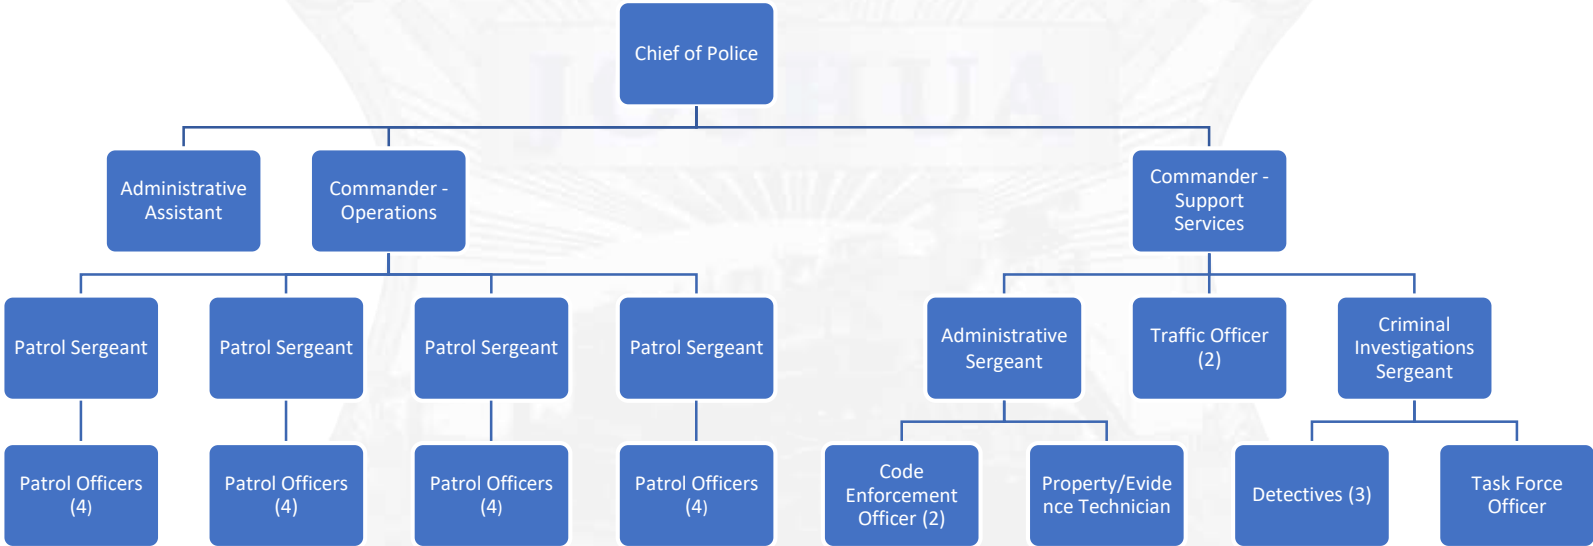 JOSHUA
Chief of Police
Administrative
Assistant
Commander -
Operations
Commander -
Support
Services
Patrol Sergeant
Patrol Sergeant
Patrol Sergeant
Patrol Sergeant
Administrative
Sergeant
Traffic Officer
(2)
Criminal
Investigations
Sergeant
Patrol Officers
(4)
Patrol Officers
(4)
Patrol Officers
(4)
Patrol Officers
(4)
Code
Enforcement
Officer (2)
Property/Evide
nce Technician
Detectives (3)
Task Force
Officer